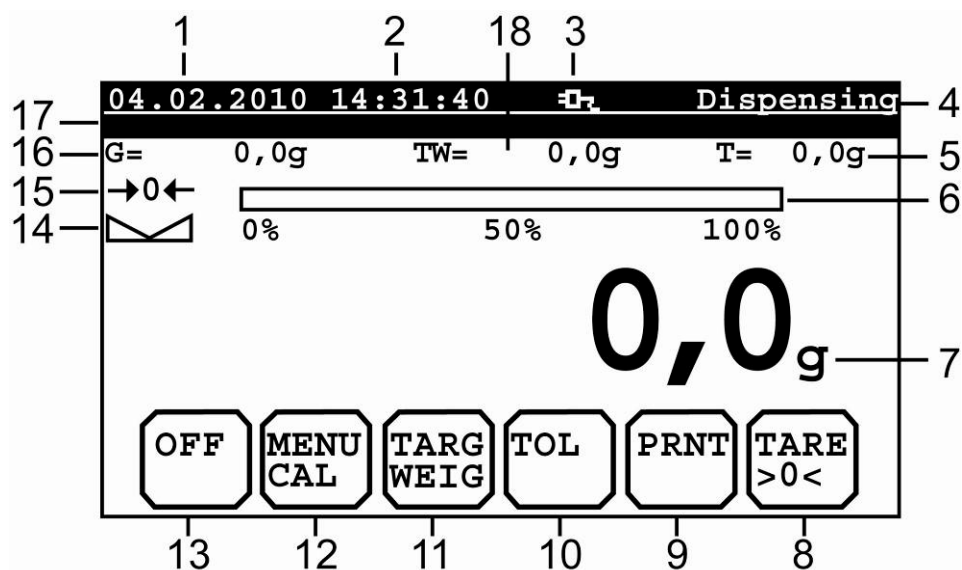 1 2 18 3
04.02.2010 14:31:40 Dispensing 4
17
16 G= 0,0g TW= 0,0g T= 0,0g 5
15 →0← 6
14 0% 50% 100%
0,0g 7
OFF MENU TARG TOL PRNT TARE
CAL WEIG >0<
13 12 11 10 9 8